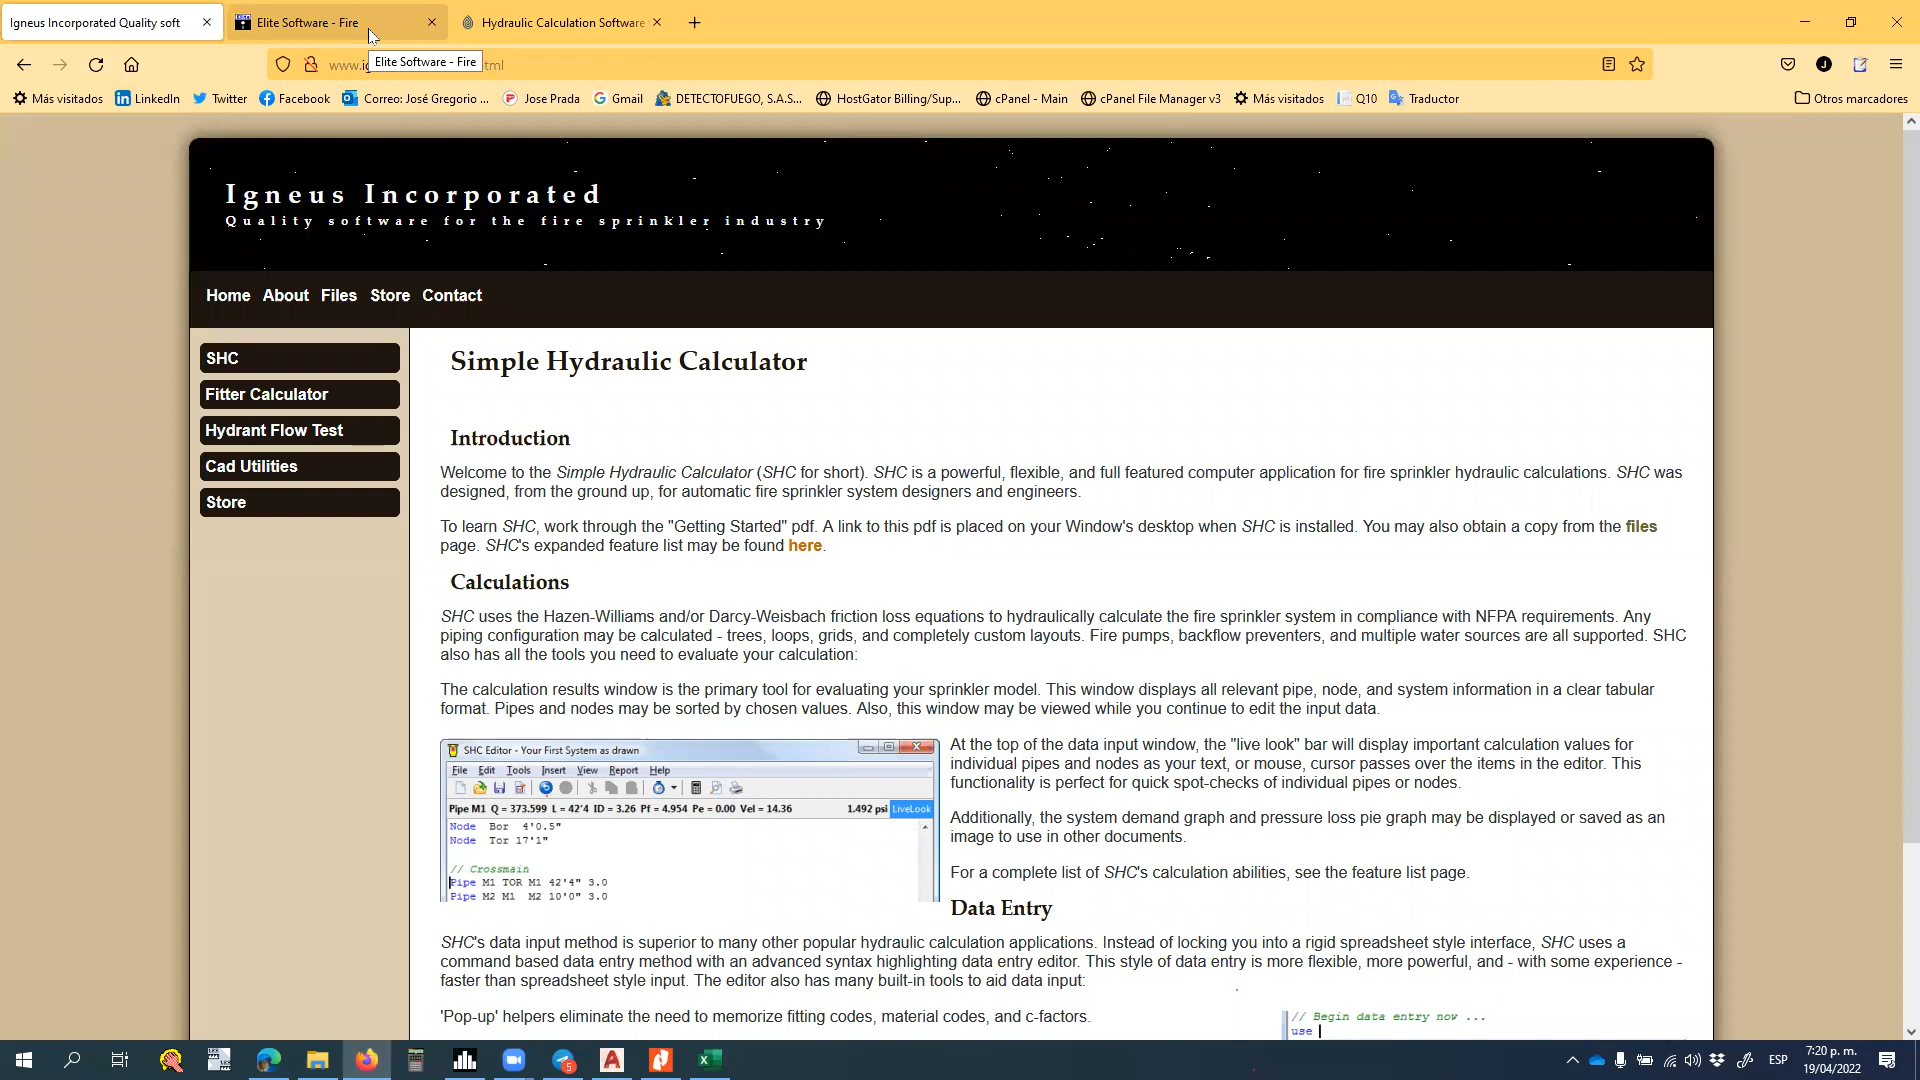 Igneus Incorporated Quality soft
Elite Software - Fire
Hydraulic Calculation Software
Elite Software - Fire
Más visitados
LinkedIn
Twitter
Facebook
Correo: José Gregorio ...
Jose Prada
Gmail
DETECTOFUEGO, S.A.S...
HostGator Billing/Sup...
cPanel - Main
cPanel File Manager v3
Más visitados
Q10
Traductor
Otros marcadores
Igneus Incorporated
Quality software for the fire sprinkler industry
Home About Files Store Contact
SHC
Fitter Calculator
Hydrant Flow Test
Cad Utilities
Store
Simple Hydraulic Calculator
Introduction
Welcome to the Simple Hydraulic Calculator (SHC for short). SHC is a powerful, flexible, and full featured computer application for fire sprinkler hydraulic calculations. SHC was
designed, from the ground up, for automatic fire sprinkler system designers and engineers.
To learn SHC, work through the "Getting Started" pdf. A link to this pdf is placed on your Window's desktop when SHC is installed. You may also obtain a copy from the files
page. SHC's expanded feature list may be found here.
Calculations
SHC uses the Hazen-Williams and/or Darcy-Weisbach friction loss equations to hydraulically calculate the fire sprinkler system in compliance with NFPA requirements. Any
piping configuration may be calculated - trees, loops, grids, and completely custom layouts. Fire pumps, backflow preventers, and multiple water sources are all supported. SHC
also has all the tools you need to evaluate your calculation:
The calculation results window is the primary tool for evaluating your sprinkler model. This window displays all relevant pipe, node, and system information in a clear tabular
format. Pipes and nodes may be sorted by chosen values. Also, this window may be viewed while you continue to edit the input data.
SHC Editor - Your First System as drawn
File Edit Tools Insert View Report Help
Pipe M1 Q = 373.599 L = 42'4 ID = 3.26 Pf = 4.954 Pe = 0.00 Vel = 14.36 1.492 psi LiveLook
Node Bor 4'0.5"
Node Tor 17'1"
// Crossmain
Pipe M1 TOR M1 42'4" 3.0
Pipe M2 M1 M2 10'0" 3.0
At the top of the data input window, the "live look" bar will display important calculation values for
individual pipes and nodes as your text, or mouse, cursor passes over the items in the editor. This
functionality is perfect for quick spot-checks of individual pipes or nodes.
Additionally, the system demand graph and pressure loss pie graph may be displayed or saved as an
image to use in other documents.
For a complete list of SHC's calculation abilities, see the feature list page.
Data Entry
SHC's data input method is superior to many other popular hydraulic calculation applications. Instead of locking you into a rigid spreadsheet style interface, SHC uses a
command based data entry method with an advanced syntax highlighting data entry editor. This style of data entry is more flexible, more powerful, and - with some experience -
faster than spreadsheet style input. The editor also has many built-in tools to aid data input:
'Pop-up' helpers eliminate the need to memorize fitting codes, material codes, and c-factors.
// Begin data entry now ...
use
ESP
7:20 p. m.
19/04/2022